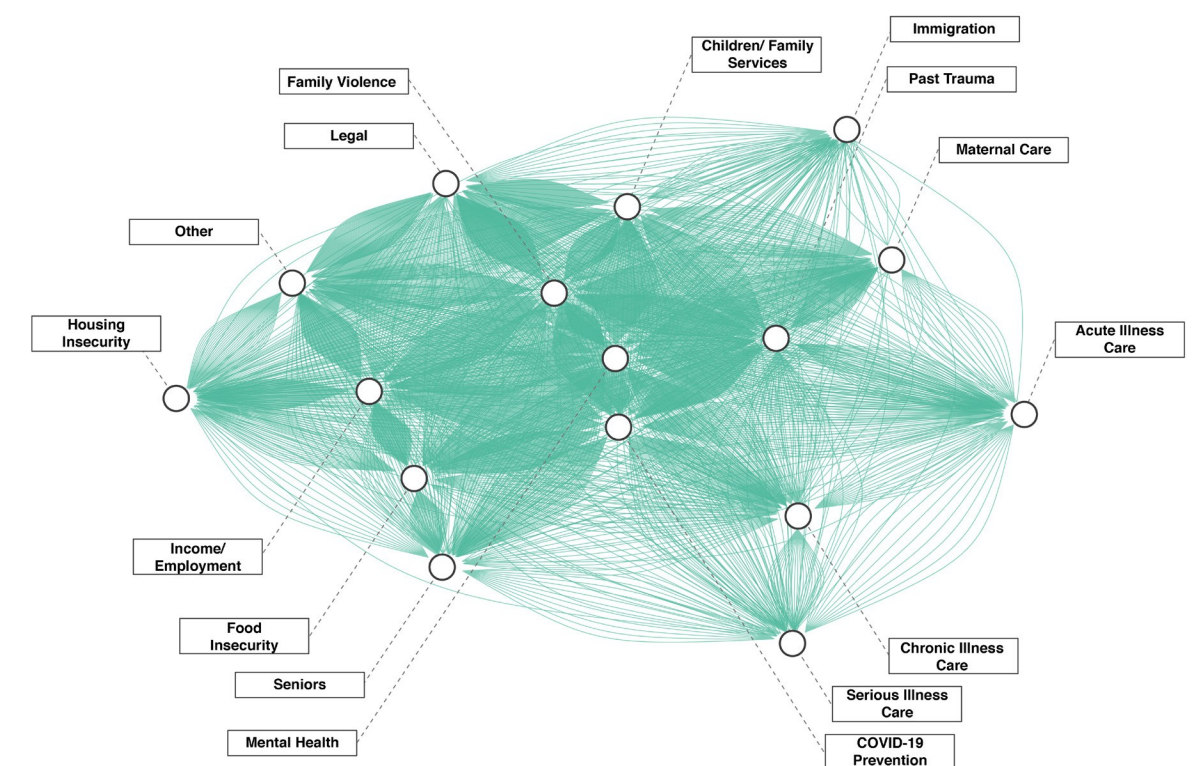 Immigration
Children/ Family
Services
Past Trauma
Family Violence
Legal
Maternal Care
Other
Housing
Insecurity
Acute Illness
Care
Income/
Employment
Food
Insecurity
Chronic Illness
Care
Seniors
Serious Illness
Care
Mental Health
COVID-19
Prevention